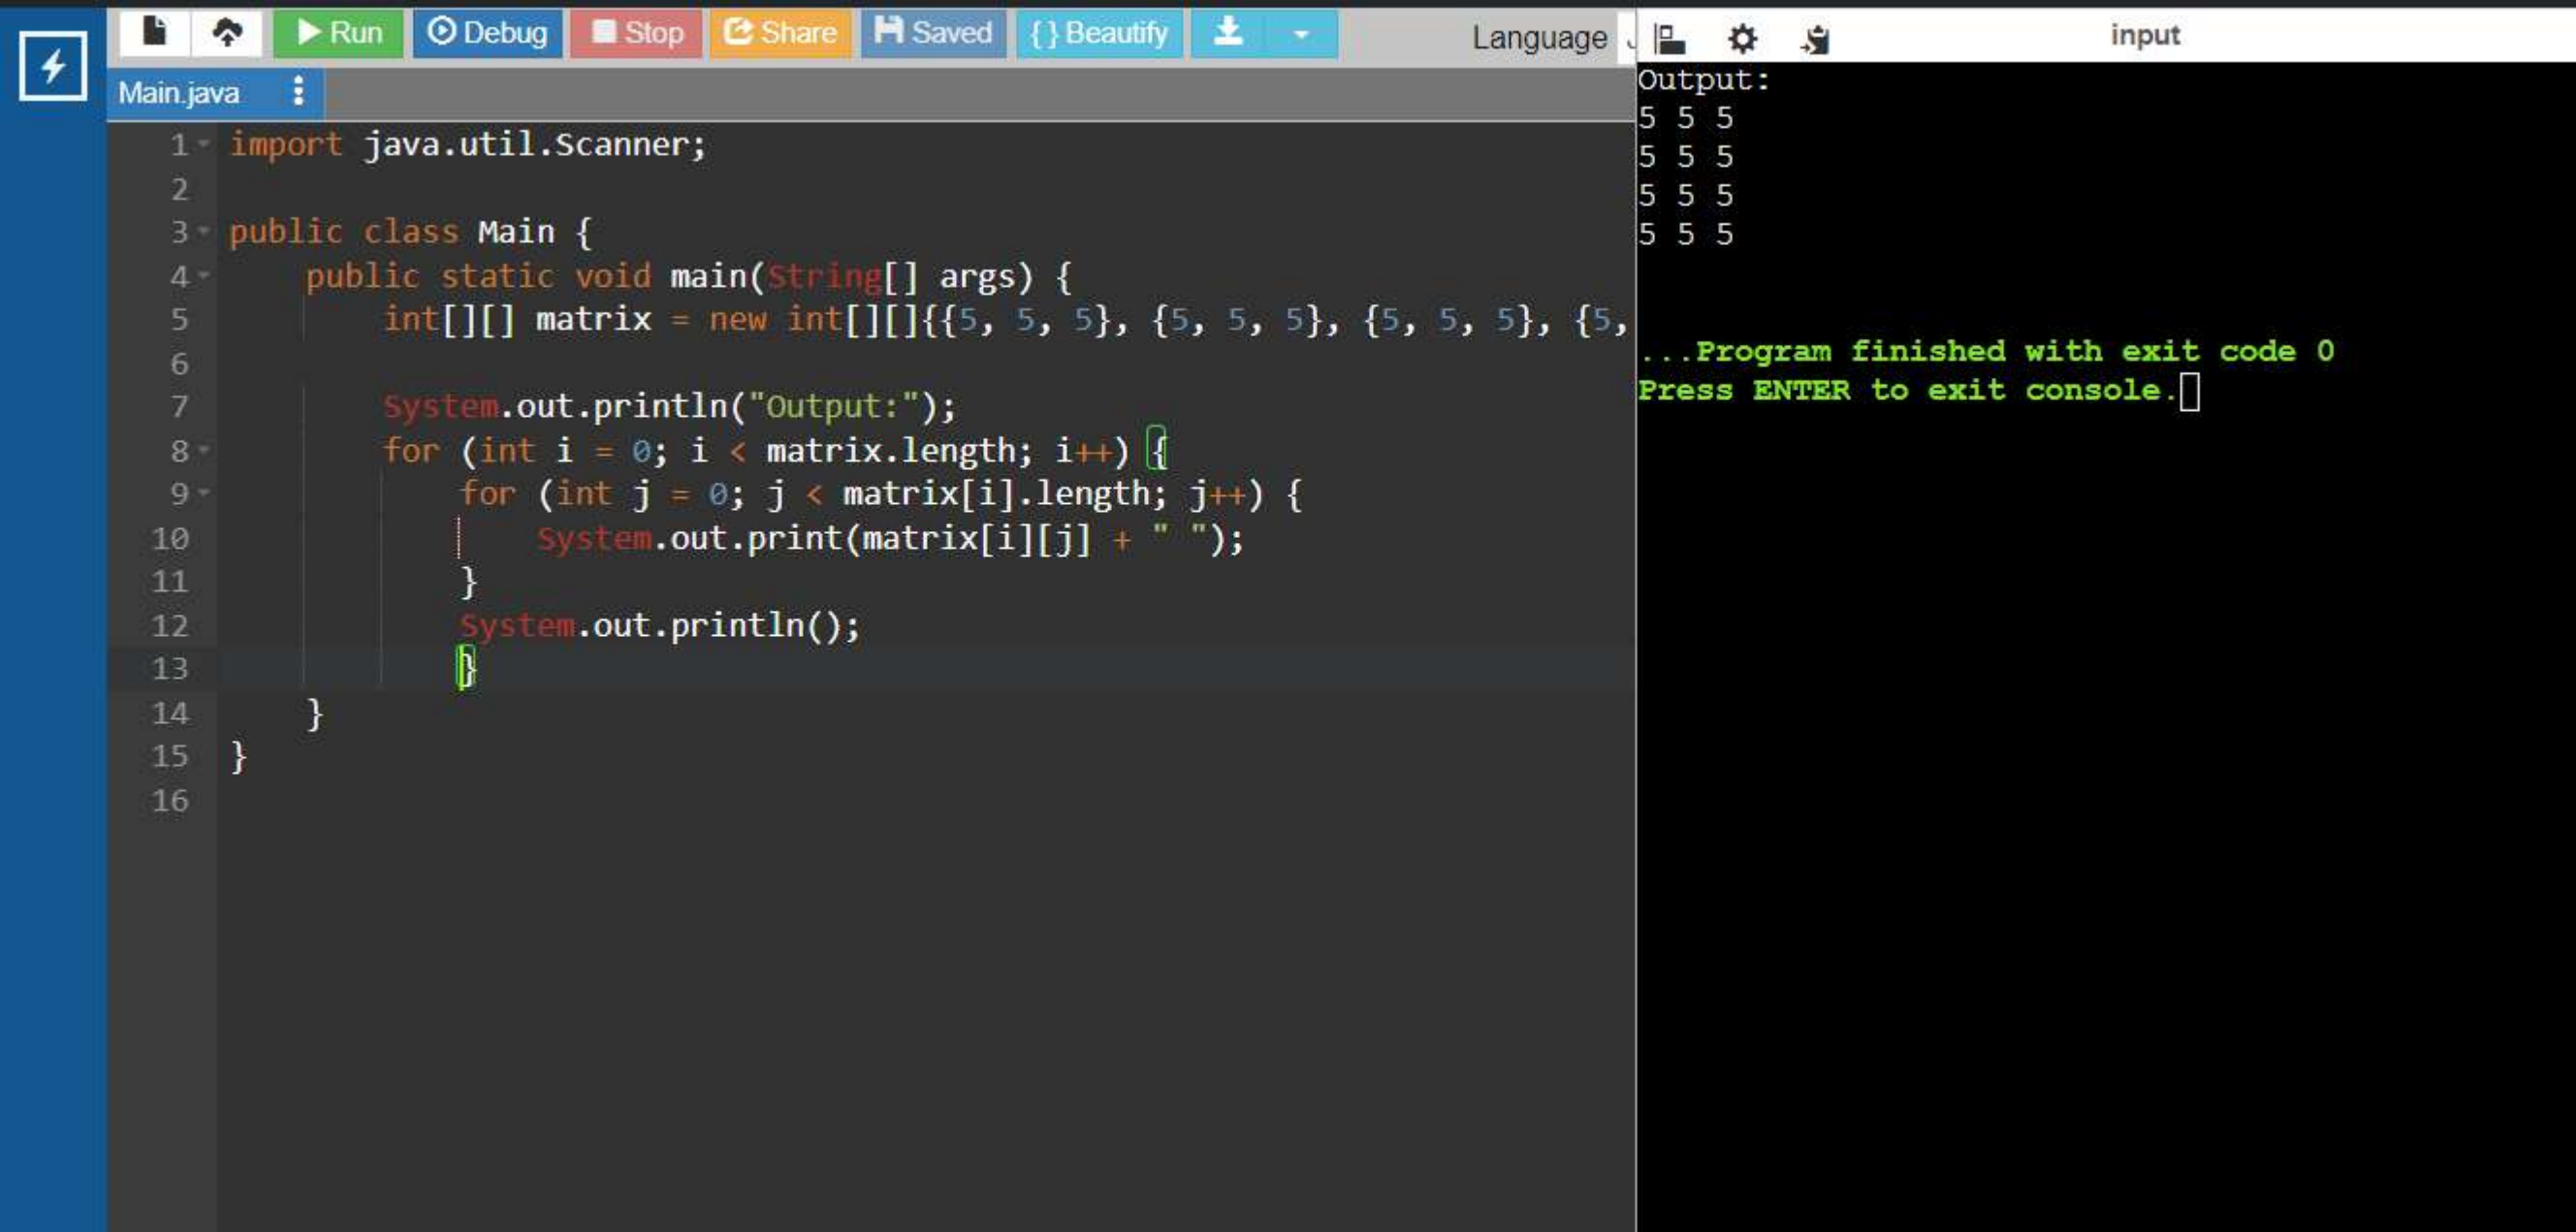 Run Debug Stop Share Saved {} Beautify Language
Main.java
1 import java.util.Scanner;
2
3 public class Main {
4     public static void main(String[] args) {
5         int[][] matrix = new int[][]{{5, 5, 5}, {5, 5, 5}, {5, 5, 5}, {5,
6
7         System.out.println("Output:");
8         for (int i = 0; i < matrix.length; i++) {
9             for (int j = 0; j < matrix[i].length; j++) {
10                 System.out.print(matrix[i][j] + " ");
11             }
12             System.out.println();
13             }
14     }
15 }
16
input
Output:
5 5 5
5 5 5
5 5 5
5 5 5
...Program finished with exit code 0
Press ENTER to exit console.